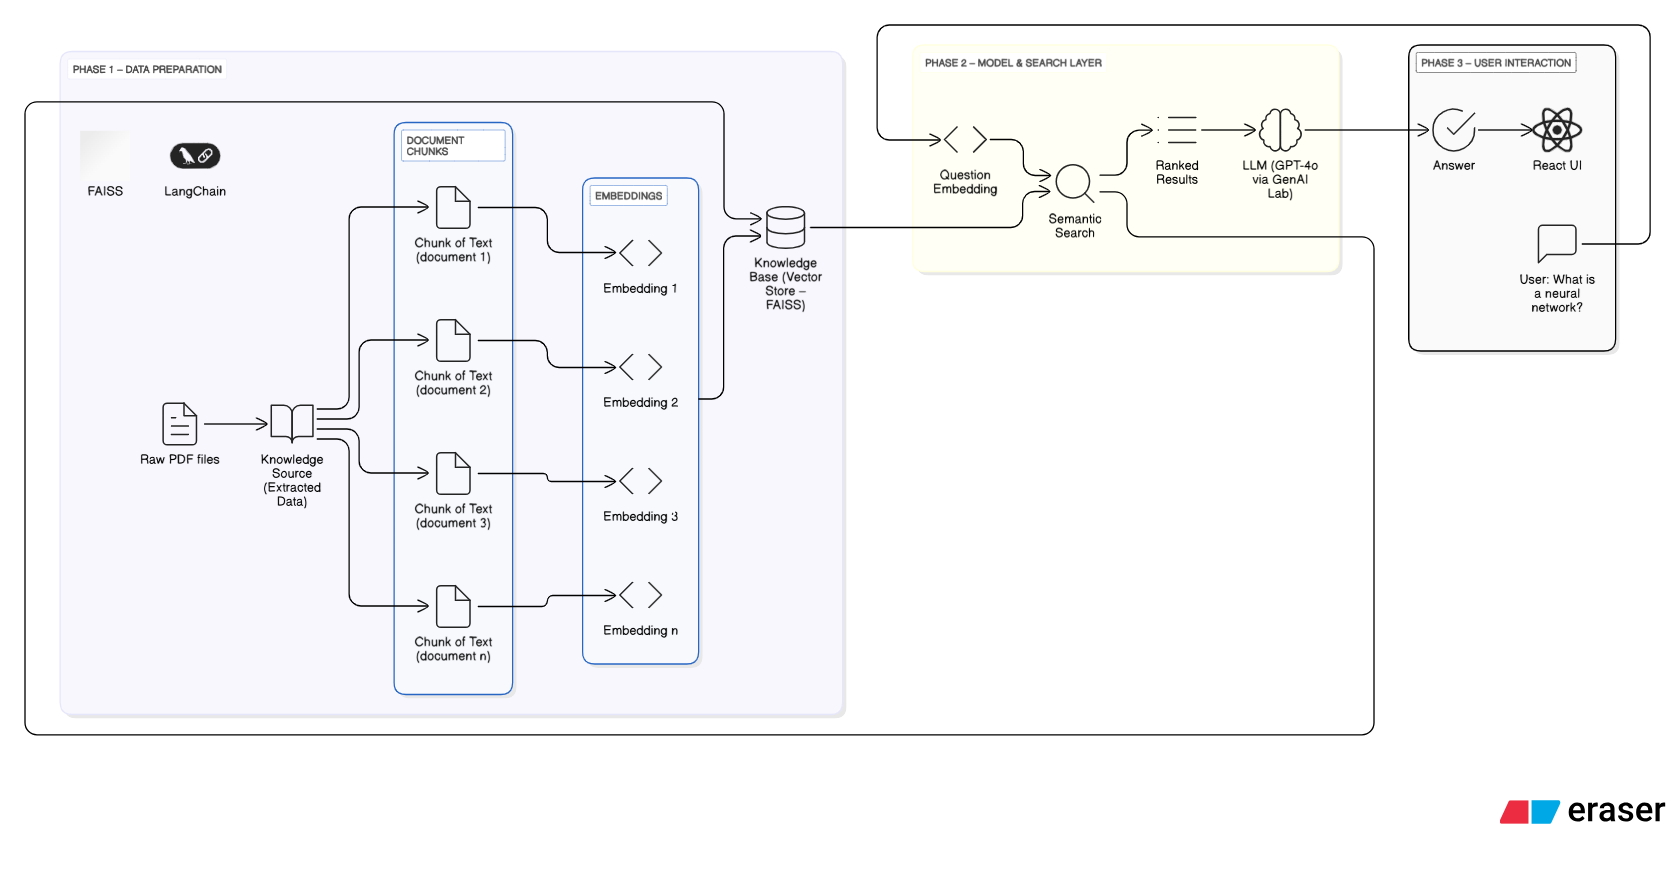 PHASE 1 – DATA PREPARATION
FAISS
LangChain
DOCUMENT
CHUNKS
Chunk of Text
(document 1)
Chunk of Text
(document 2)
Chunk of Text
(document 3)
Chunk of Text
(document n)
EMBEDDINGS
Embedding 1
Embedding 2
Embedding 3
Embedding n
Raw PDF files
Knowledge
Source
(Extracted
Data)
Knowledge
Base (Vector
Store –
FAISS)
PHASE 2 – MODEL & SEARCH LAYER
Question
Embedding
Semantic
Search
Ranked
Results
LLM (GPT-4o
via GenAI
Lab)
PHASE 3 – USER INTERACTION
Answer
React UI
User: What is
a neural
network?
eraser